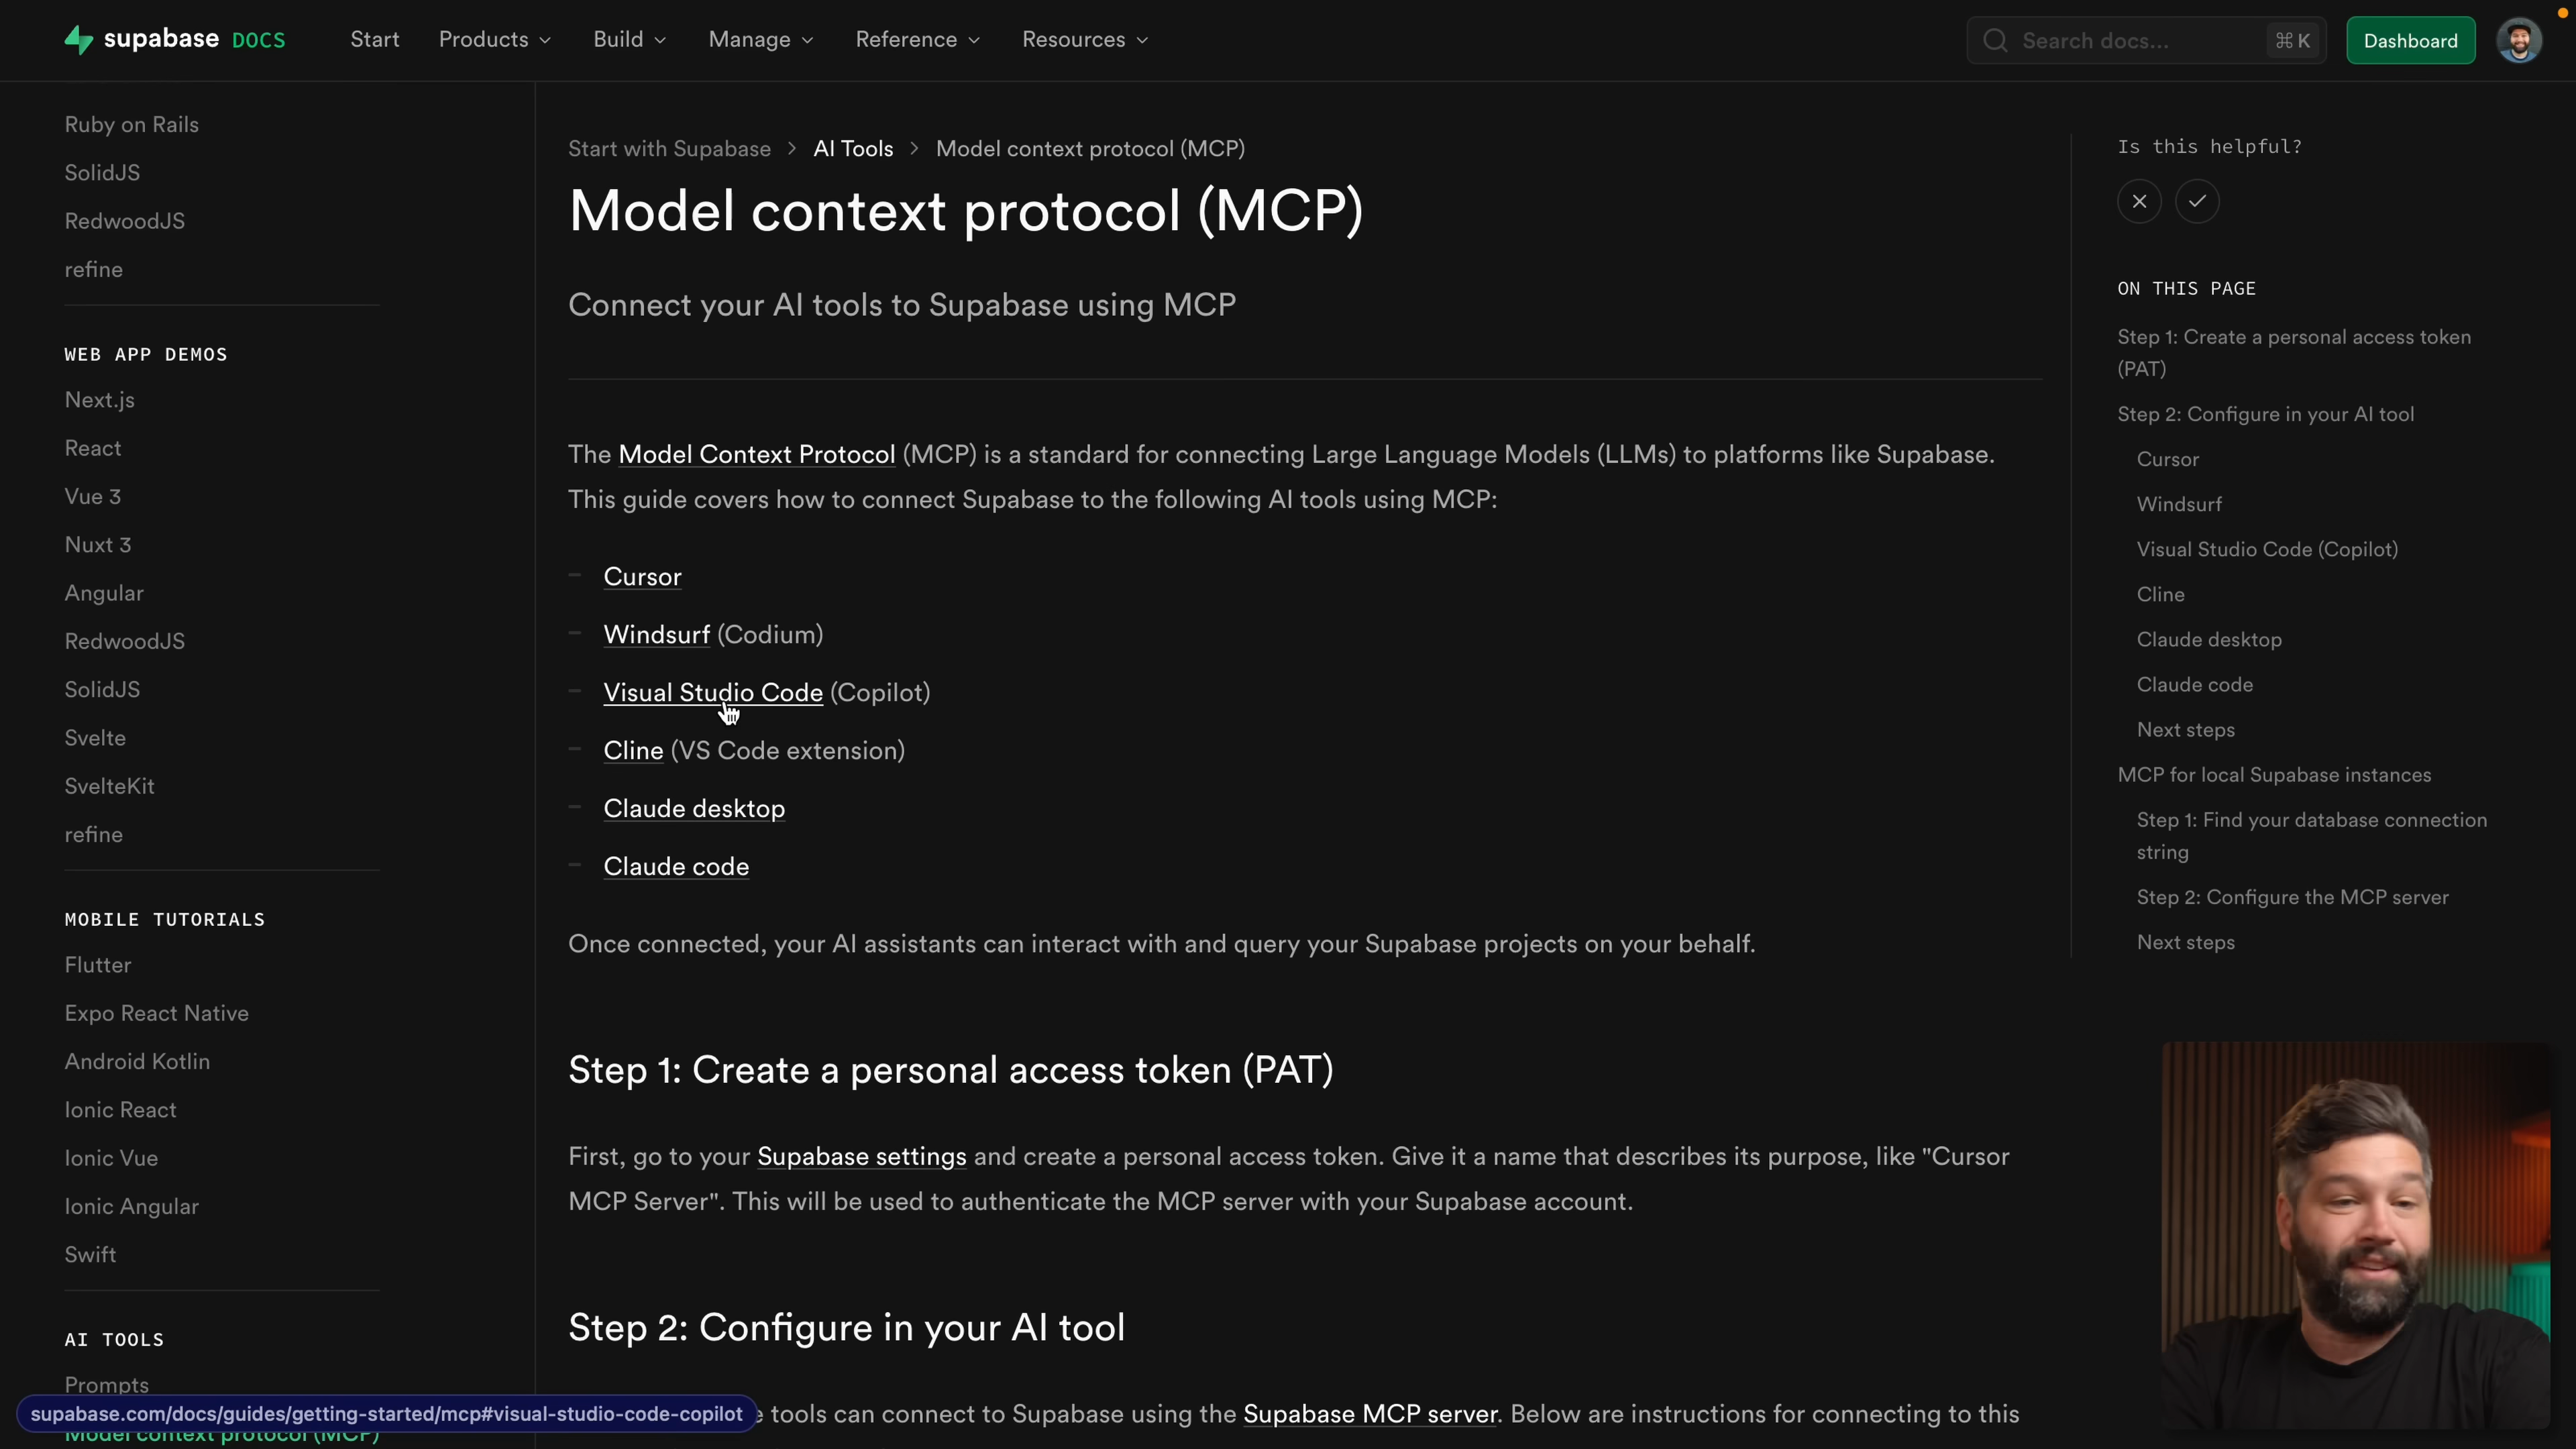 supabase DOCS
Start
Products
Build
Manage
Reference
Resources
Search docs...
⌘K
Dashboard
Ruby on Rails
SolidJS
RedwoodJS
refine
WEB APP DEMOS
Next.js
React
Vue 3
Nuxt 3
Angular
RedwoodJS
SolidJS
Svelte
SvelteKit
refine
MOBILE TUTORIALS
Flutter
Expo React Native
Android Kotlin
Ionic React
Ionic Vue
Ionic Angular
Swift
AI TOOLS
Prompts
Model context protocol (MCP)
supabase.com/docs/guides/getting-started/mcp#visual-studio-code-copilot
Start with Supabase > AI Tools > Model context protocol (MCP)
Model context protocol (MCP)
Connect your AI tools to Supabase using MCP
The Model Context Protocol (MCP) is a standard for connecting Large Language Models (LLMs) to platforms like Supabase.
This guide covers how to connect Supabase to the following AI tools using MCP:
Cursor
Windsurf (Codium)
Visual Studio Code (Copilot)
Cline (VS Code extension)
Claude desktop
Claude code
Once connected, your AI assistants can interact with and query your Supabase projects on your behalf.
Step 1: Create a personal access token (PAT)
First, go to your Supabase settings and create a personal access token. Give it a name that describes its purpose, like "Cursor
MCP Server". This will be used to authenticate the MCP server with your Supabase account.
Step 2: Configure in your AI tool
tools can connect to Supabase using the Supabase MCP server. Below are instructions for connecting to this
Is this helpful?
ON THIS PAGE
Step 1: Create a personal access token
(PAT)
Step 2: Configure in your AI tool
Cursor
Windsurf
Visual Studio Code (Copilot)
Cline
Claude desktop
Claude code
Next steps
MCP for local Supabase instances
Step 1: Find your database connection
string
Step 2: Configure the MCP server
Next steps